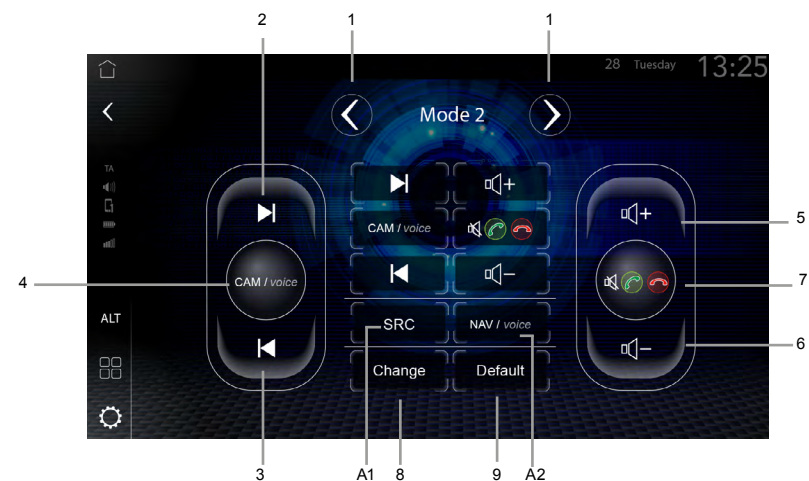 2 1 1
28 Tuesday 13:25
Mode 2
TA
CAM / voice
5
4 CAM / voice 7
6
ALT SRC NAV / voice
Change Default
3 A1 8 9 A2